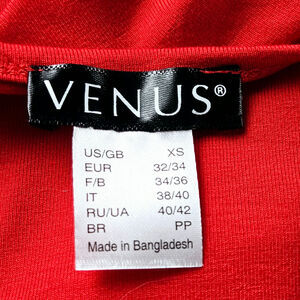 VENUS®
US/GB XS
EUR 32/34
F/B 34/36
IT 38/40
RU/UA 40/42
BR PP
Made in Bangladesh